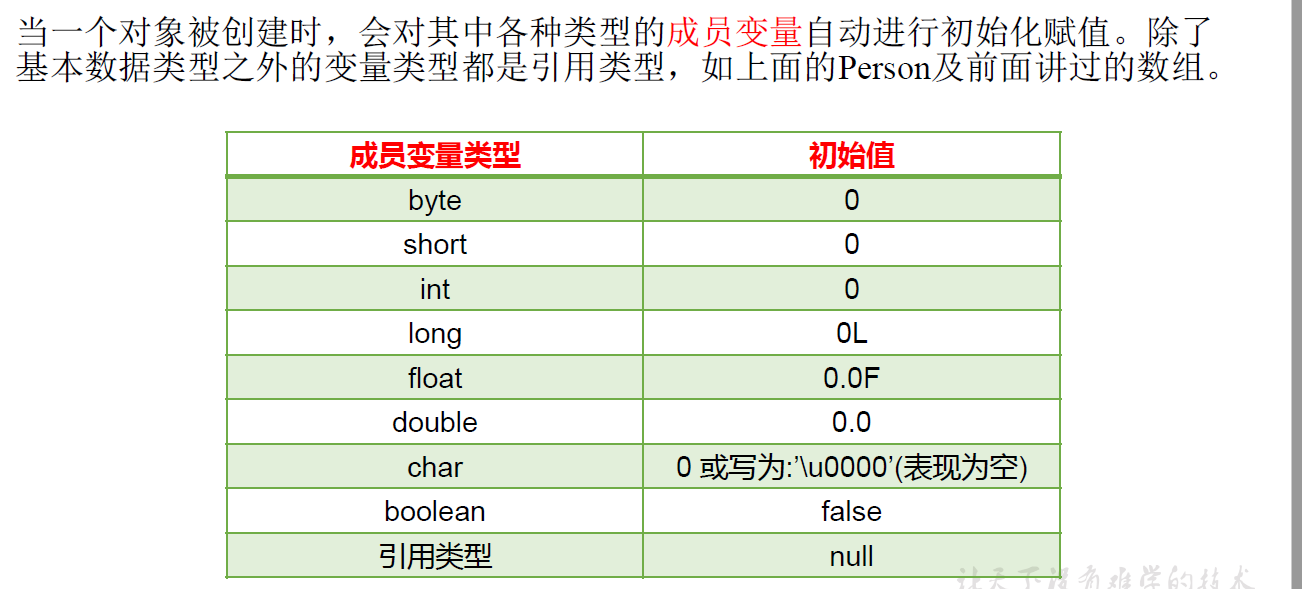 当一个对象被创建时，会对其中各种类型的成员变量自动进行初始化赋值。除了
基本数据类型之外的变量类型都是引用类型，如上面的Person及前面讲过的数组。
成员变量类型 初始值
byte 0
short 0
int 0
long 0L
float 0.0F
double 0.0
char 0 或写为:’\u0000’(表现为空)
boolean false
引用类型 null
让天下没有难学的技术